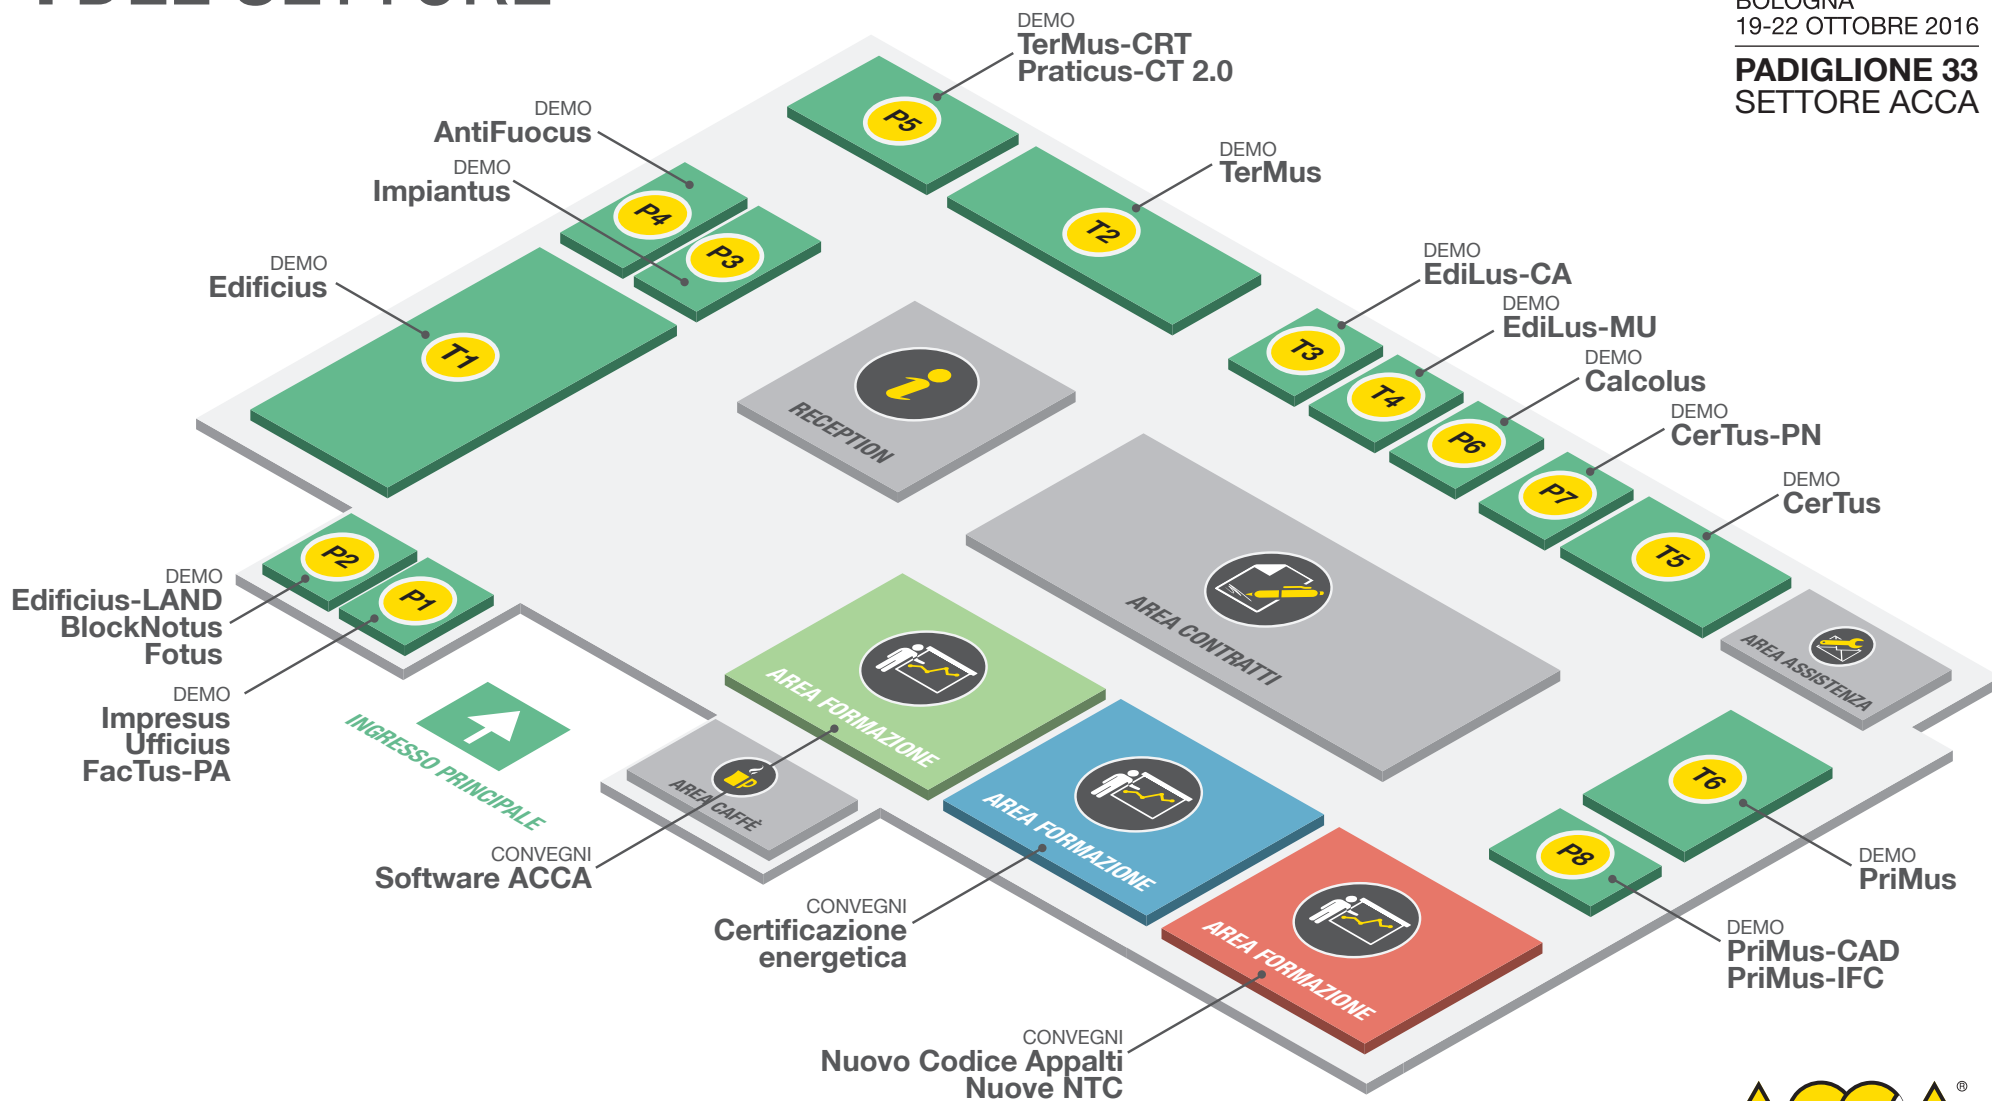 DEL SETTORE
BOLOGNA
19-22 OTTOBRE 2016
PADIGLIONE 33
SETTORE ACCA
DEMO
TerMus-CRT
Praticus-CT 2.0
P5
DEMO
AntiFuocus
P4
DEMO
Impiantus
P3
DEMO
TerMus
T2
DEMO
Edificius
T1
DEMO
EdiLus-CA
T3
DEMO
EdiLus-MU
T4
DEMO
Calcolus
P6
DEMO
CerTus-PN
P7
DEMO
CerTus
T5
RECEPTION
AREA CONTRATTI
AREA ASSISTENZA
P2
P1
DEMO
Edificius-LAND
BlockNotus
Fotus
DEMO
Impresus
Ufficius
FacTus-PA
INGRESSO PRINCIPALE
AREA CAFFÈ
AREA FORMAZIONE
AREA FORMAZIONE
AREA FORMAZIONE
CONVEGNI
Software ACCA
CONVEGNI
Certificazione
energetica
CONVEGNI
Nuovo Codice Appalti
Nuove NTC
T6
P8
DEMO
PriMus
DEMO
PriMus-CAD
PriMus-IFC
ACCA
®